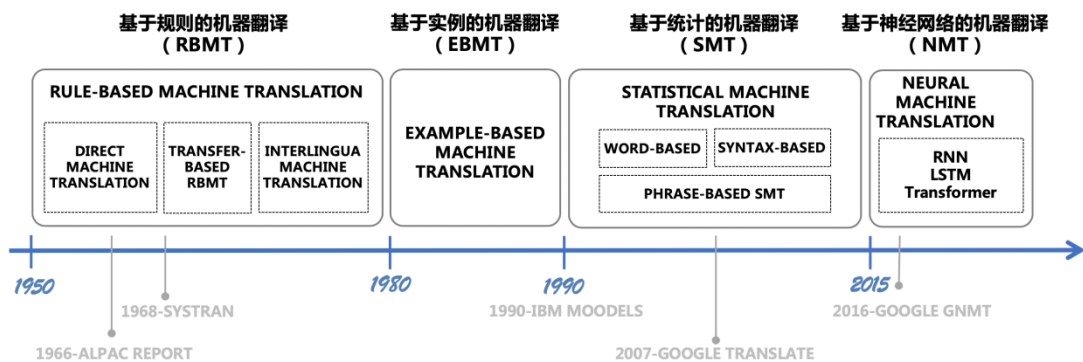 基于规则的机器翻译
（RBMT）
基于实例的机器翻译
（EBMT）
基于统计的机器翻译
（SMT）
基于神经网络的机器翻译
（NMT）
RULE-BASED MACHINE TRANSLATION
DIRECT
MACHINE
TRANSLATION
TRANSFER-
BASED
RBMT
INTERLINGUA
MACHINE
TRANSLATION
EXAMPLE-BASED
MACHINE
TRANSLATION
STATISTICAL MACHINE
TRANSLATION
WORD-BASED
SYNTAX-BASED
PHRASE-BASED SMT
NEURAL
MACHINE
TRANSLATION
RNN
LSTM
Transformer
1950
1980
1990
2015
1968-SYSTRAN
1990-IBM MOODELS
2016-GOOGLE GNMT
1966-ALPAC REPORT
2007-GOOGLE TRANSLATE